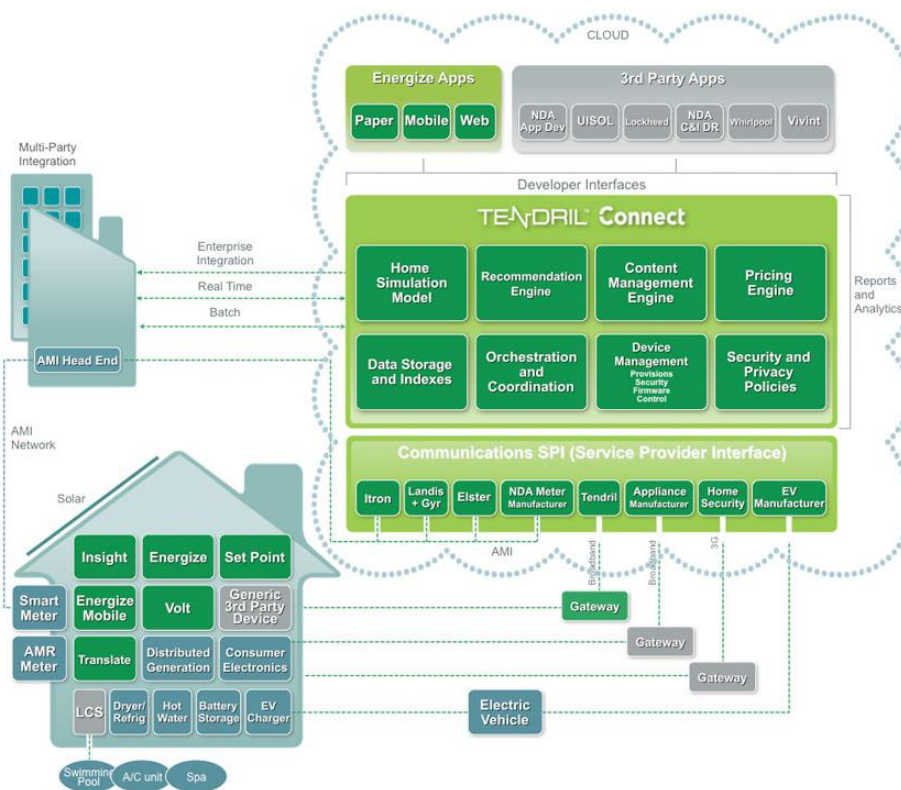 CLOUD
Energize Apps
Paper
Mobile
Web
3rd Party Apps
NDA
App Dev
UISOL
Lockheed
NDA
C&I DR
Whirlpool
Vivint
Multi-Party
Integration
Developer Interfaces
TENDRIL™ Connect
Enterprise
Integration
Real Time
Batch
Home
Simulation
Model
Recommendation
Engine
Content
Management
Engine
Pricing
Engine
Reports
and
Analytics
AMI Head End
Data Storage
and Indexes
Orchestration
and
Coordination
Device
Management
Provisions
Security
Firmware
Control
Security and
Privacy
Policies
AMI
Network
Communications SPI (Service Provider Interface)
Itron
Landis
+ Gyr
Elster
NDA Meter
Manufacturer
Tendril
Appliance
Manufacturer
Home
Security
EV
Manufacturer
Solar
AMI
Broadband
Broadband
3G
Insight
Energize
Set Point
Smart
Meter
Energize
Mobile
Volt
Generic
3rd Party
Device
Gateway
AMR
Meter
Translate
Distributed
Generation
Consumer
Electronics
Gateway
Gateway
LCS
Dryer/
Refrig
Hot
Water
Battery
Storage
EV
Charger
Electric
Vehicle
Swimming
Pool
A/C unit
Spa